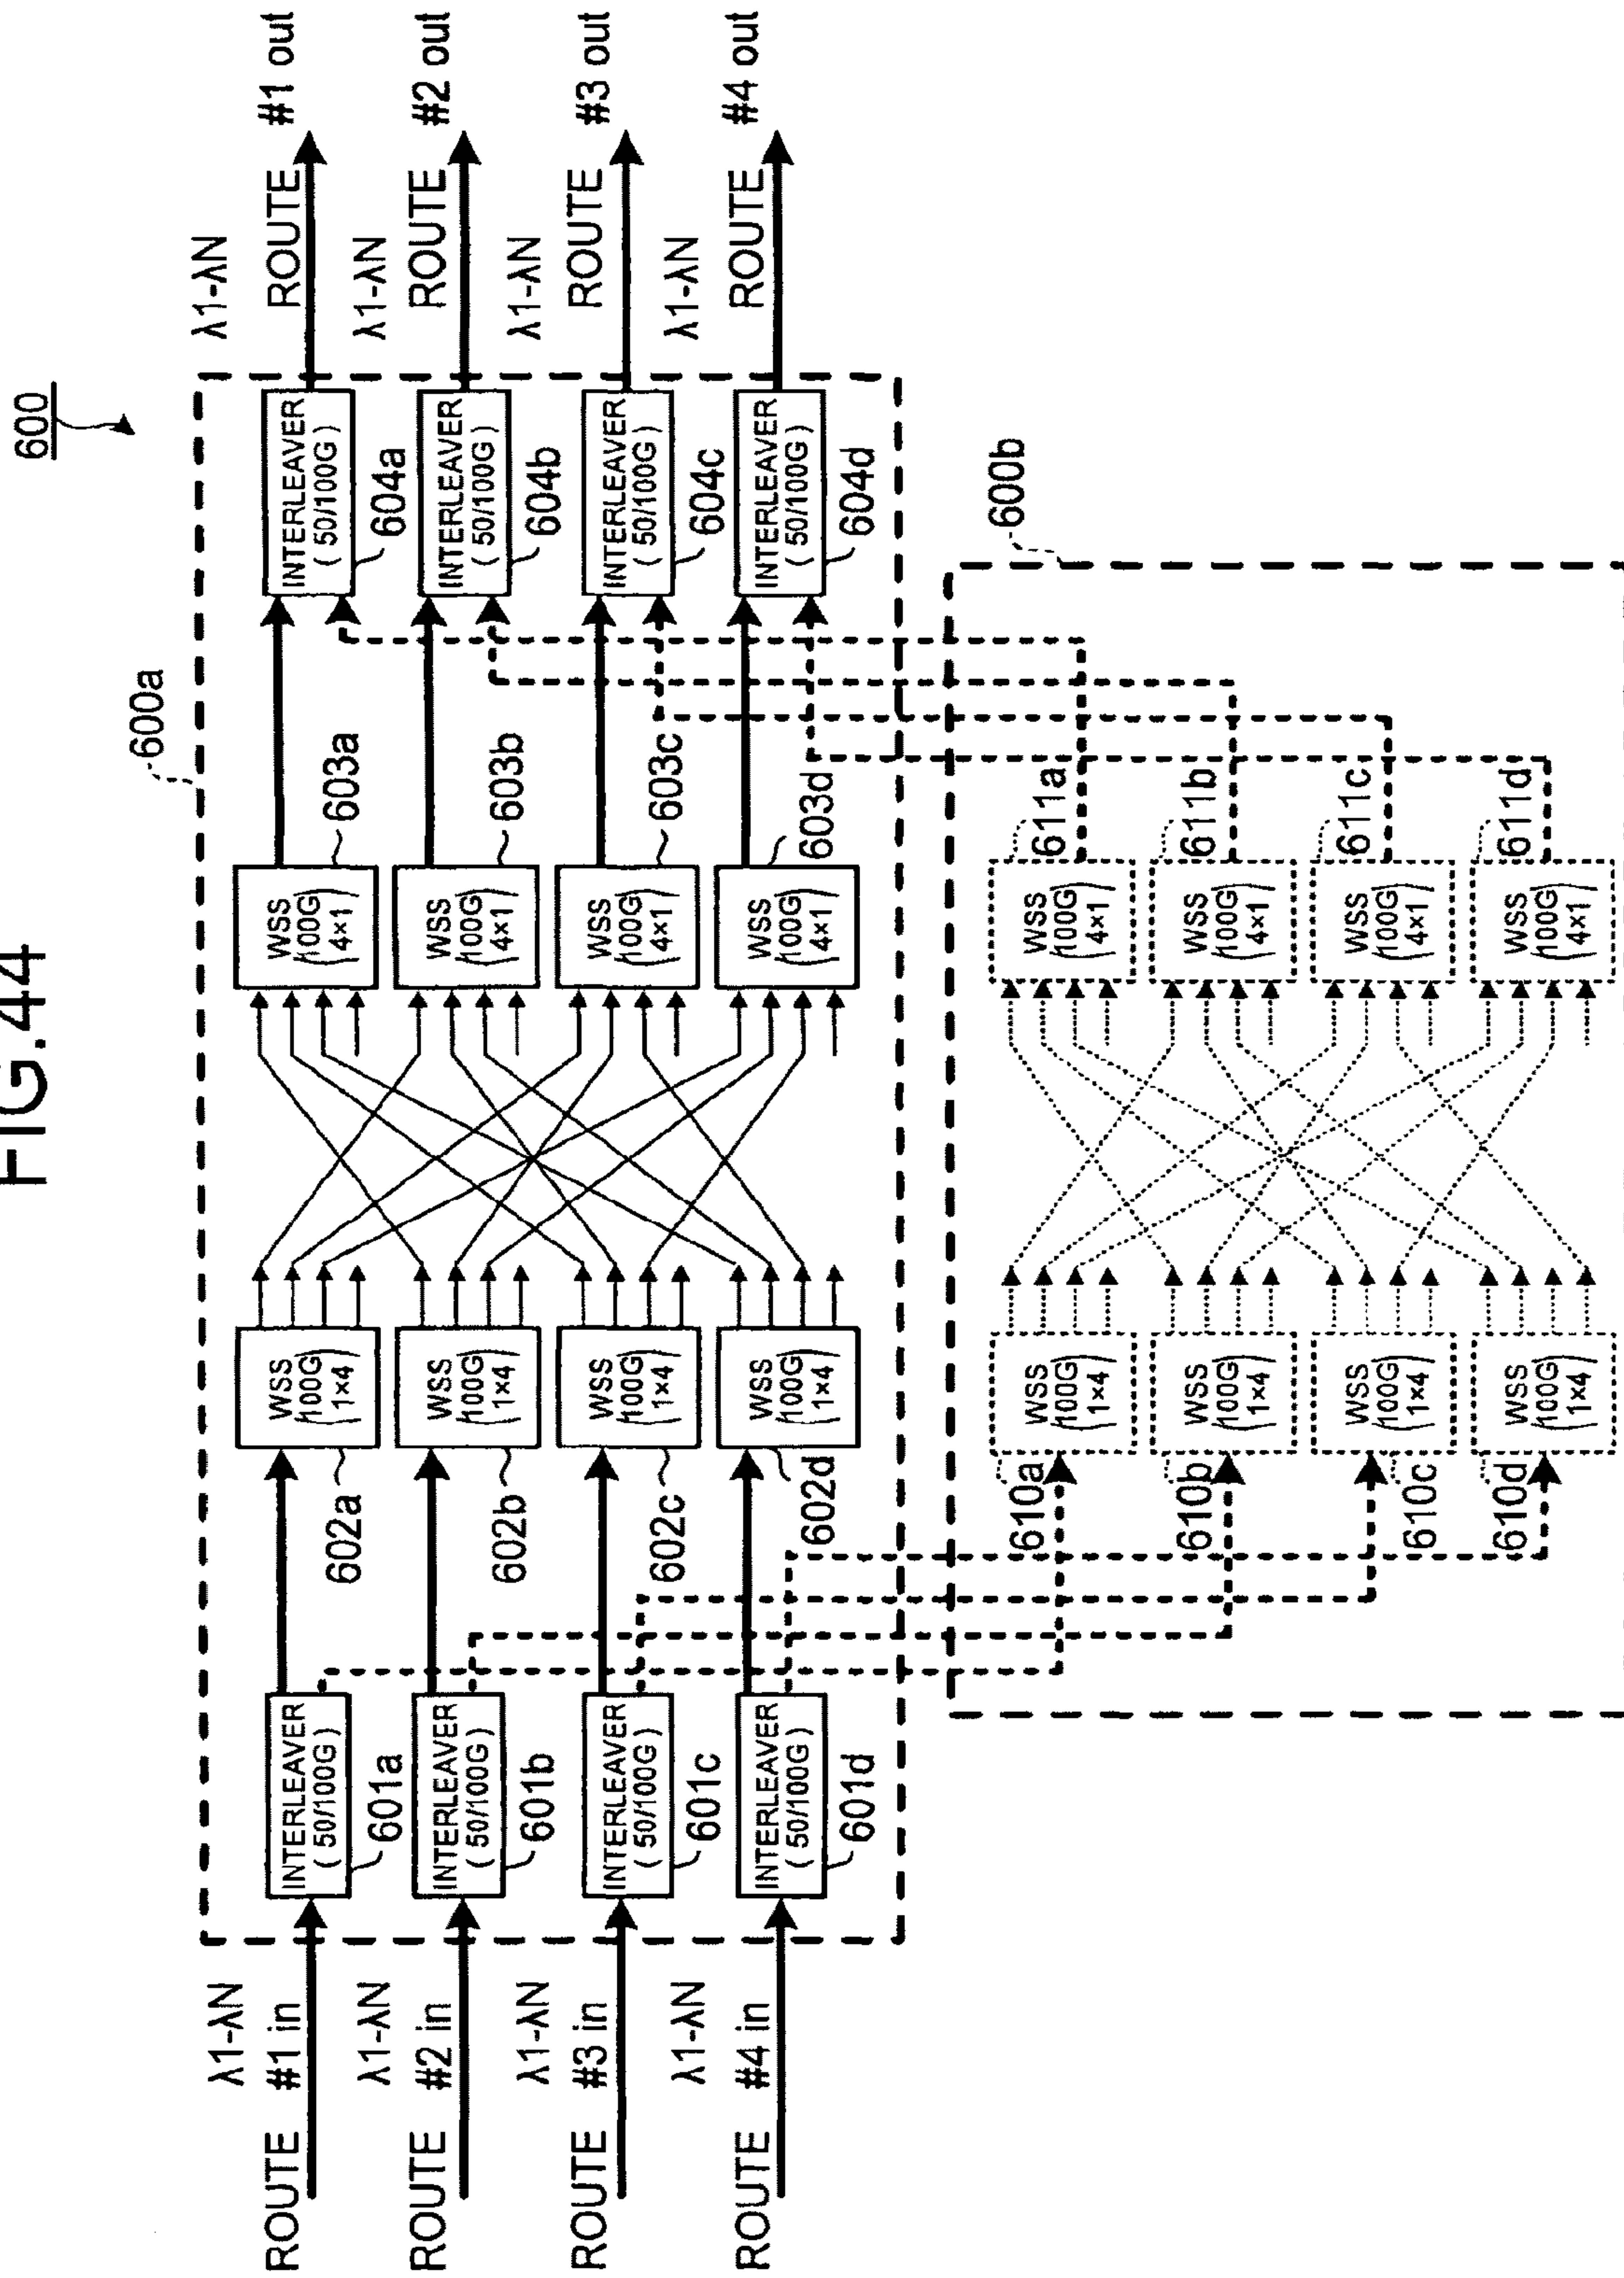 FIG.44
600
600a
λ1-λN
ROUTE #1 in
λ1-λN
ROUTE #2 in
λ1-λN
ROUTE #3 in
λ1-λN
ROUTE #4 in
INTERLEAVER
( 50/100G )
601a
INTERLEAVER
( 50/100G )
601b
INTERLEAVER
( 50/100G )
601c
INTERLEAVER
( 50/100G )
601d
WSS
(100G
1×4)
602a
WSS
(100G
1×4)
602b
WSS
(100G
1×4)
602c
WSS
(100G
1×4)
602d
WSS
(100G
4×1)
603a
WSS
(100G
4×1)
603b
WSS
(100G
4×1)
603c
WSS
(100G
4×1)
603d
INTERLEAVER
( 50/100G )
604a
INTERLEAVER
( 50/100G )
604b
INTERLEAVER
( 50/100G )
604c
INTERLEAVER
( 50/100G )
604d
λ1-λN
ROUTE #1 out
λ1-λN
ROUTE #2 out
λ1-λN
ROUTE #3 out
λ1-λN
ROUTE #4 out
600b
WSS
(100G
1×4)
610a
WSS
(100G
1×4)
610b
WSS
(100G
1×4)
610c
WSS
(100G
1×4)
610d
WSS
(100G
4×1)
611a
WSS
(100G
4×1)
611b
WSS
(100G
4×1)
611c
WSS
(100G
4×1)
611d